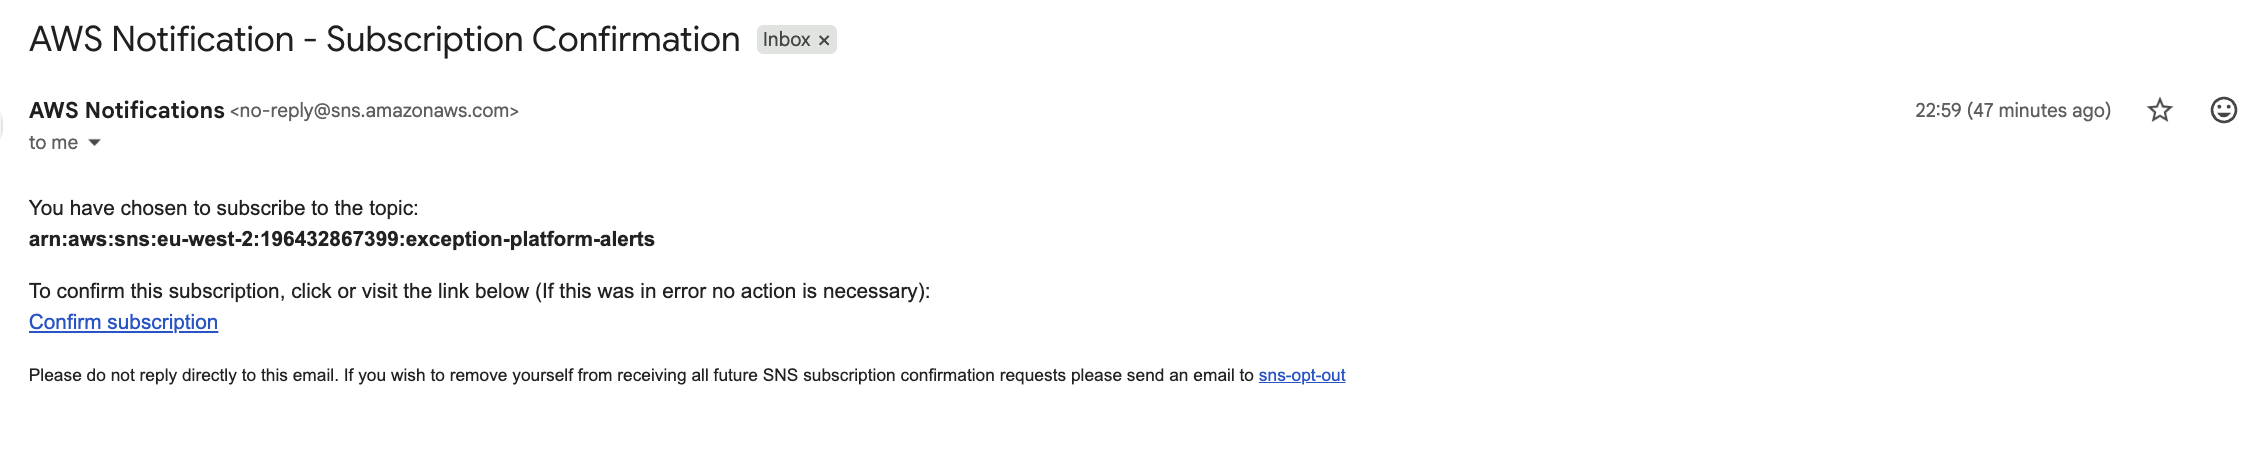 AWS Notification - Subscription Confirmation Inbox ×
AWS Notifications <no-reply@sns.amazonaws.com> 22:59 (47 minutes ago)
to me
You have chosen to subscribe to the topic:
arn:aws:sns:eu-west-2:196432867399:exception-platform-alerts
To confirm this subscription, click or visit the link below (If this was in error no action is necessary):
Confirm subscription
Please do not reply directly to this email. If you wish to remove yourself from receiving all future SNS subscription confirmation requests please send an email to sns-opt-out